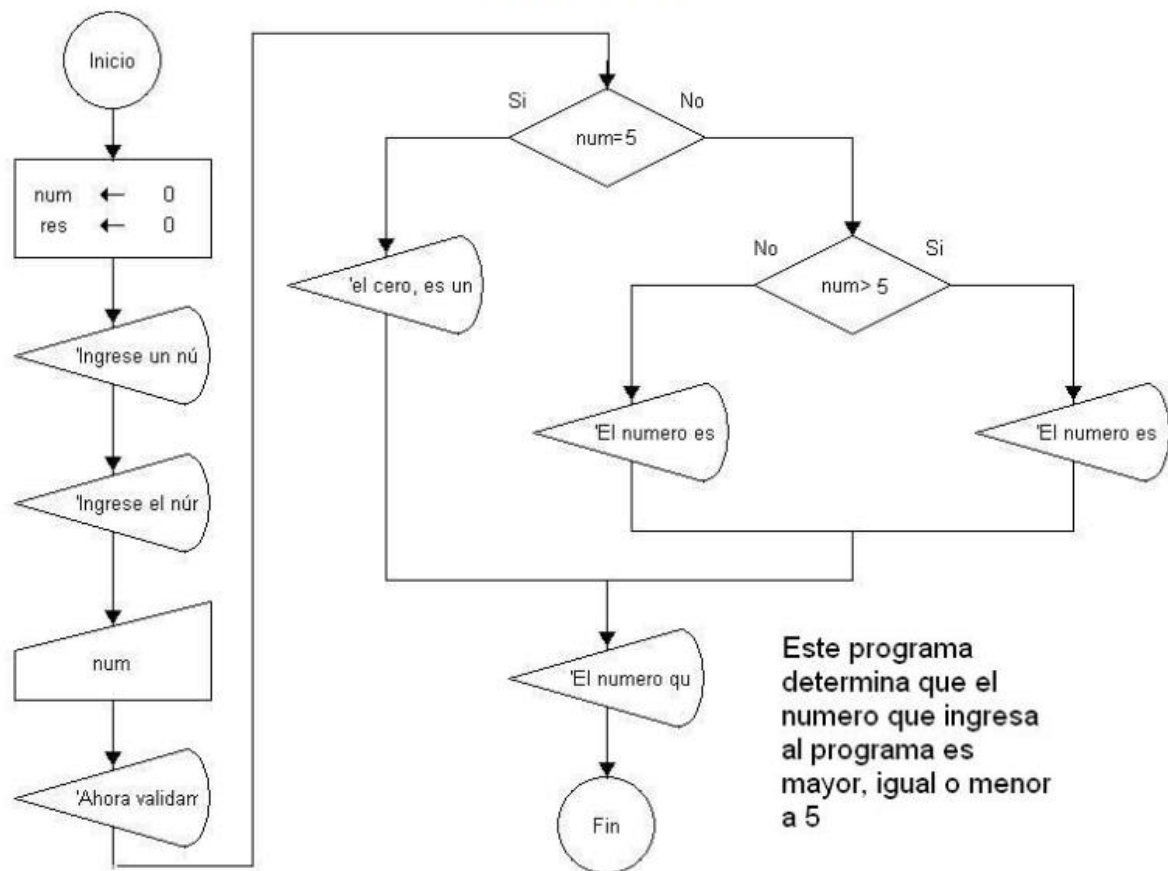 Inicio
num ← 0
res ← 0
'Ingrese un nú
'Ingrese el núr
num
'Ahora validan
Si
No
num=5
'el cero, es un
No
Si
num> 5
'El numero es
'El numero es
'El numero qu
Fin
Este programa
determina que el
numero que ingresa
al programa es
mayor, igual o menor
a 5